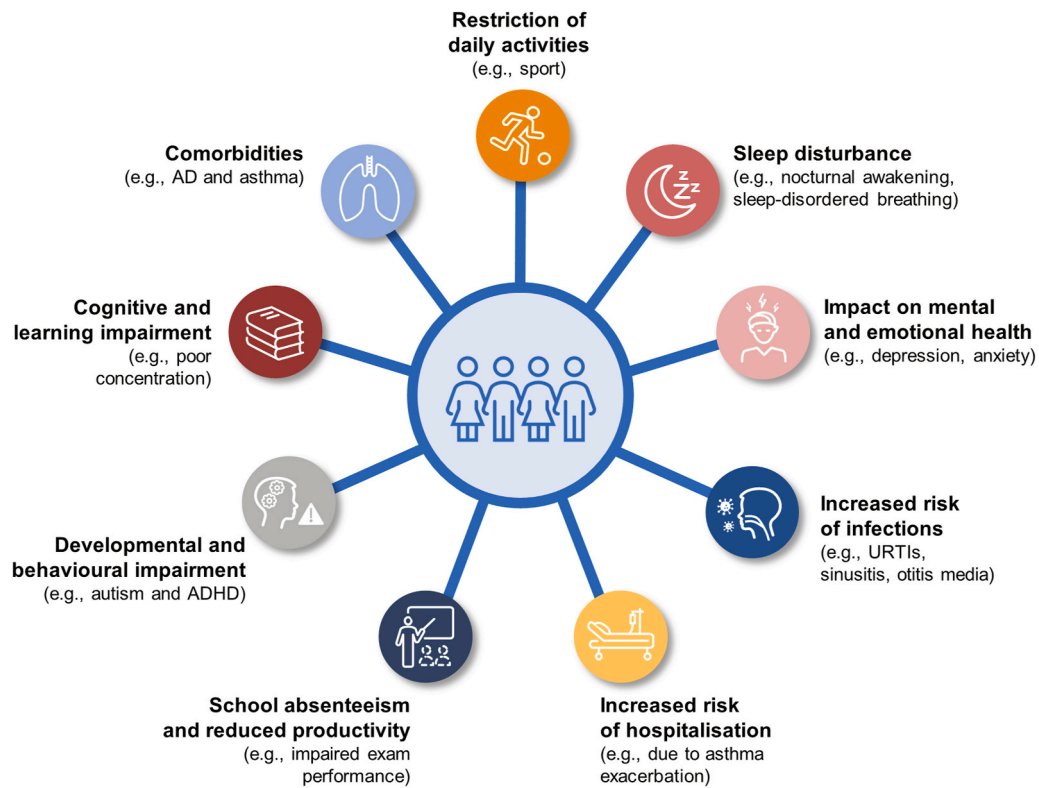 Restriction of
daily activities
(e.g., sport)
Sleep disturbance
(e.g., nocturnal awakening,
sleep-disordered breathing)
Impact on mental
and emotional health
(e.g., depression, anxiety)
Increased risk
of infections
(e.g., URTIs,
sinusitis, otitis media)
Increased risk
of hospitalisation
(e.g., due to asthma
exacerbation)
School absenteeism
and reduced productivity
(e.g., impaired exam
performance)
Developmental and
behavioural impairment
(e.g., autism and ADHD)
Cognitive and
learning impairment
(e.g., poor
concentration)
Comorbidities
(e.g., AD and asthma)
z
z
z